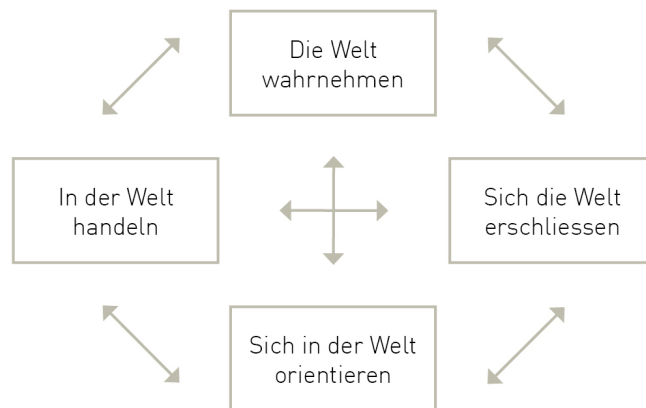 Die Welt
wahrnehmen
In der Welt
handeln
Sich die Welt
erschliessen
Sich in der Welt
orientieren